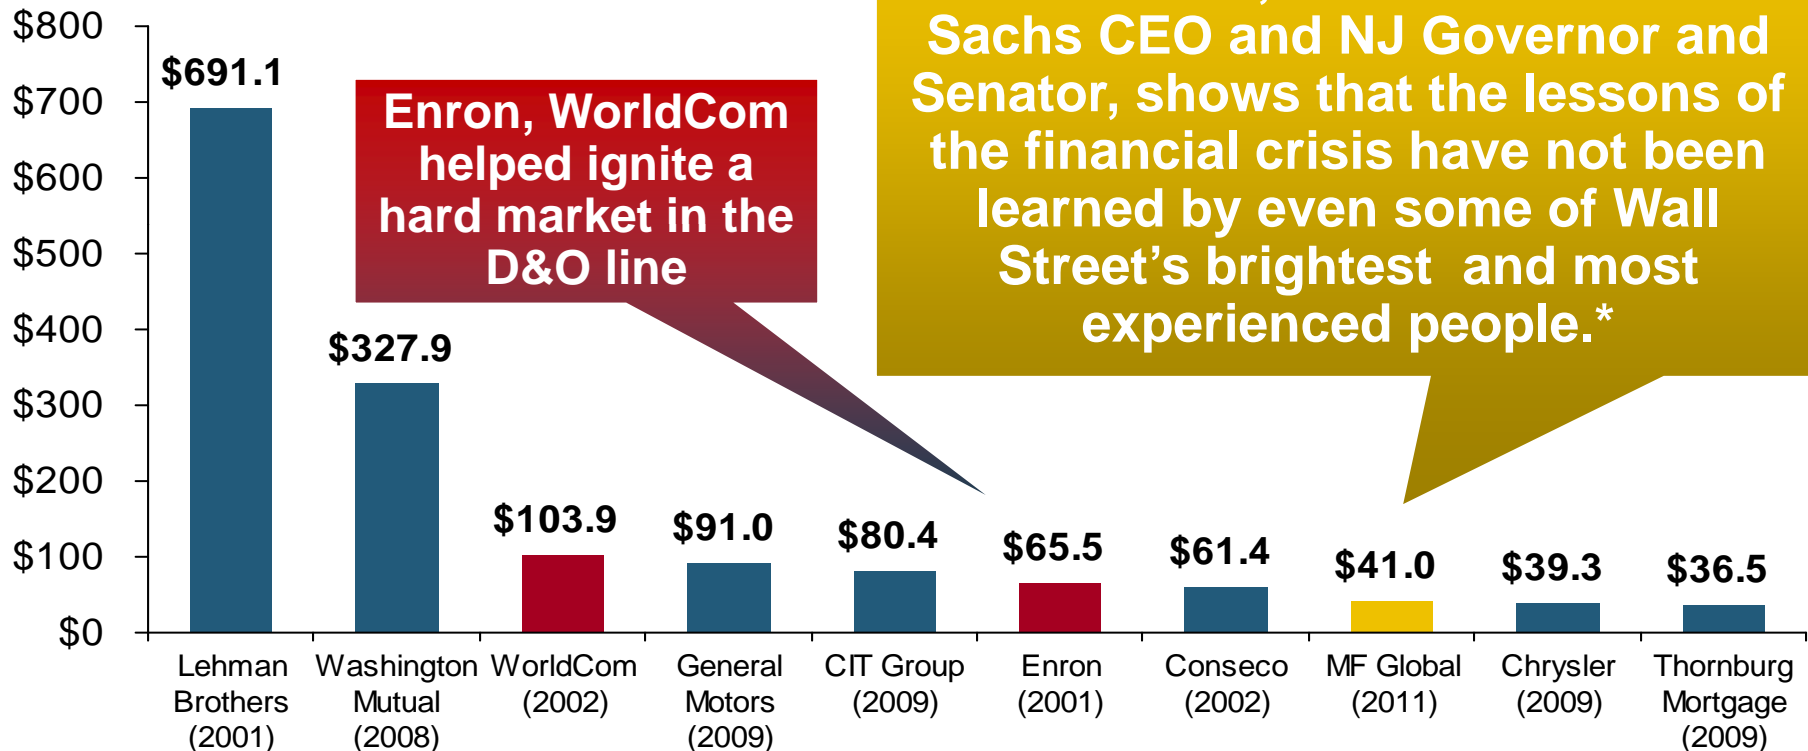 $800
$700
$600
$500
$400
$300
$200
$100
$0
$691.1
$327.9
$103.9
$91.0
$80.4
$65.5
$61.4
$41.0
$39.3
$36.5
Enron, WorldCom
helped ignite a
hard market in the
D&O line
Sachs CEO and NJ Governor and
Senator, shows that the lessons of
the financial crisis have not been
learned by even some of Wall
Street’s brightest and most
experienced people.*
Lehman
Brothers
(2001)
Washington
Mutual
(2008)
WorldCom
(2002)
General
Motors
(2009)
CIT Group
(2009)
Enron
(2001)
Conseco
(2002)
MF Global
(2011)
Chrysler
(2009)
Thornburg
Mortgage
(2009)